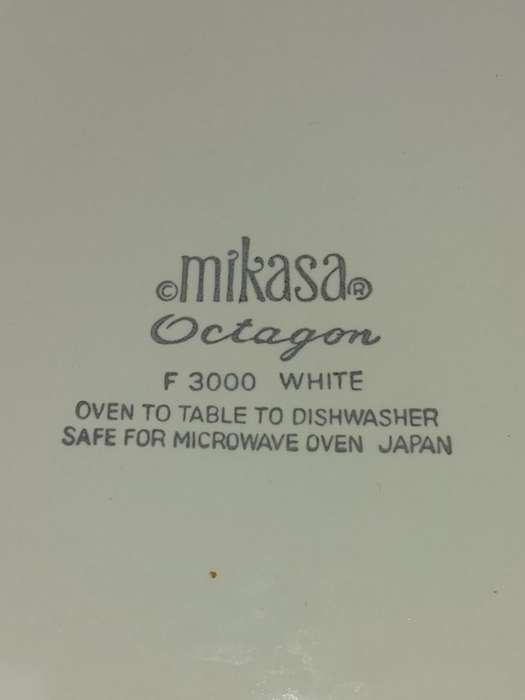 ©mikasa®
Octagon
F 3000 WHITE
OVEN TO TABLE TO DISHWASHER
SAFE FOR MICROWAVE OVEN JAPAN